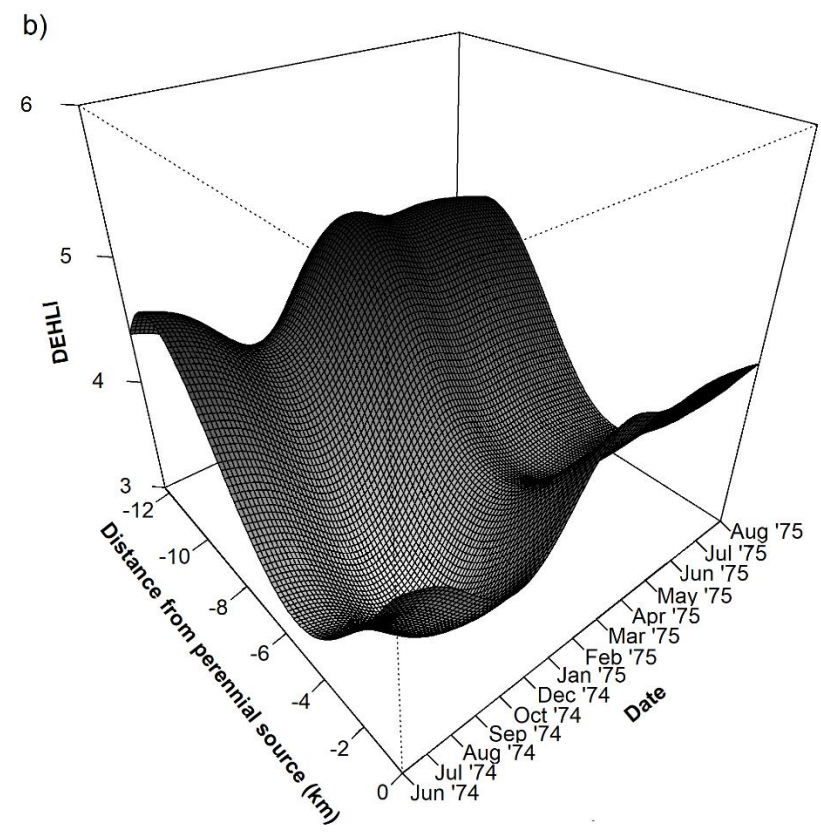 b)
6
5
4
3
DEHLI
-12
-10
-8
-6
-4
-2
0
Distance from perennial source (km)
Jun '74
Jul '74
Aug '74
Sep '74
Oct '74
Dec '74
Jan '75
Feb '75
Mar '75
Apr '75
May '75
Jun '75
Jul '75
Aug '75
Date